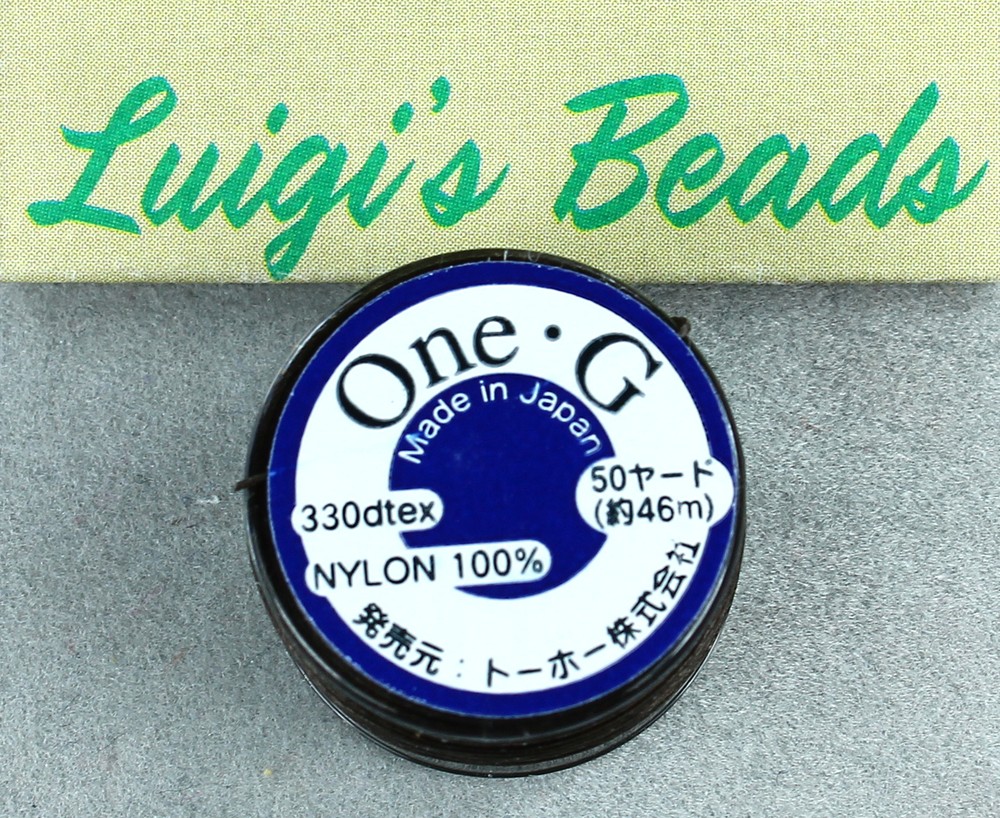 Luigi's Beads
One・G
Made in Japan
50ヤード
(約46m)
330dtex
NYLON 100%
発売元：トーホー株式会社